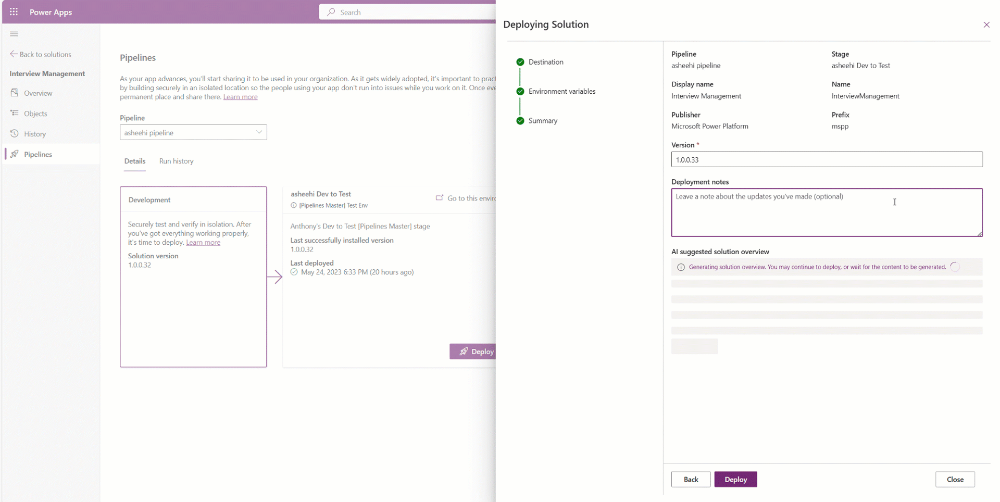 Power Apps
Search
Back to solutions
Interview Management
Overview
Objects
History
Pipelines
Pipelines
As your app advances, you'll start sharing it to be used in your organization. As it gets widely adopted, it's important to
by building securely in an isolated location so the people using your app don't run into issues while you work on it. Once
permanent place and share there. Learn more
Pipeline
asheehi pipeline
Details
Run history
Development
Securely test and verify in isolation. After
you've got everything working properly,
it's time to deploy. Learn more
Solution version
1.0.0.32
asheehi Dev to Test
[Pipelines Master] Test Env
Go to this
Anthony's Dev to Test [Pipelines Master] stage
Last successfully installed version
1.0.0.32
Last deployed
May 24, 2023 6:33 PM (20 hours ago)
Deploy
Deploying Solution
Destination
Environment variables
Summary
Pipeline
asheehi pipeline
Stage
asheehi Dev to Test
Display name
Interview Management
Name
InterviewManagement
Publisher
Microsoft Power Platform
Prefix
mspp
Version *
1.0.0.33
Deployment notes
Leave a note about the updates you've made (optional)
AI suggested solution overview
Generating solution overview. You may continue to deploy, or wait for the content to be generated.
Back
Deploy
Close